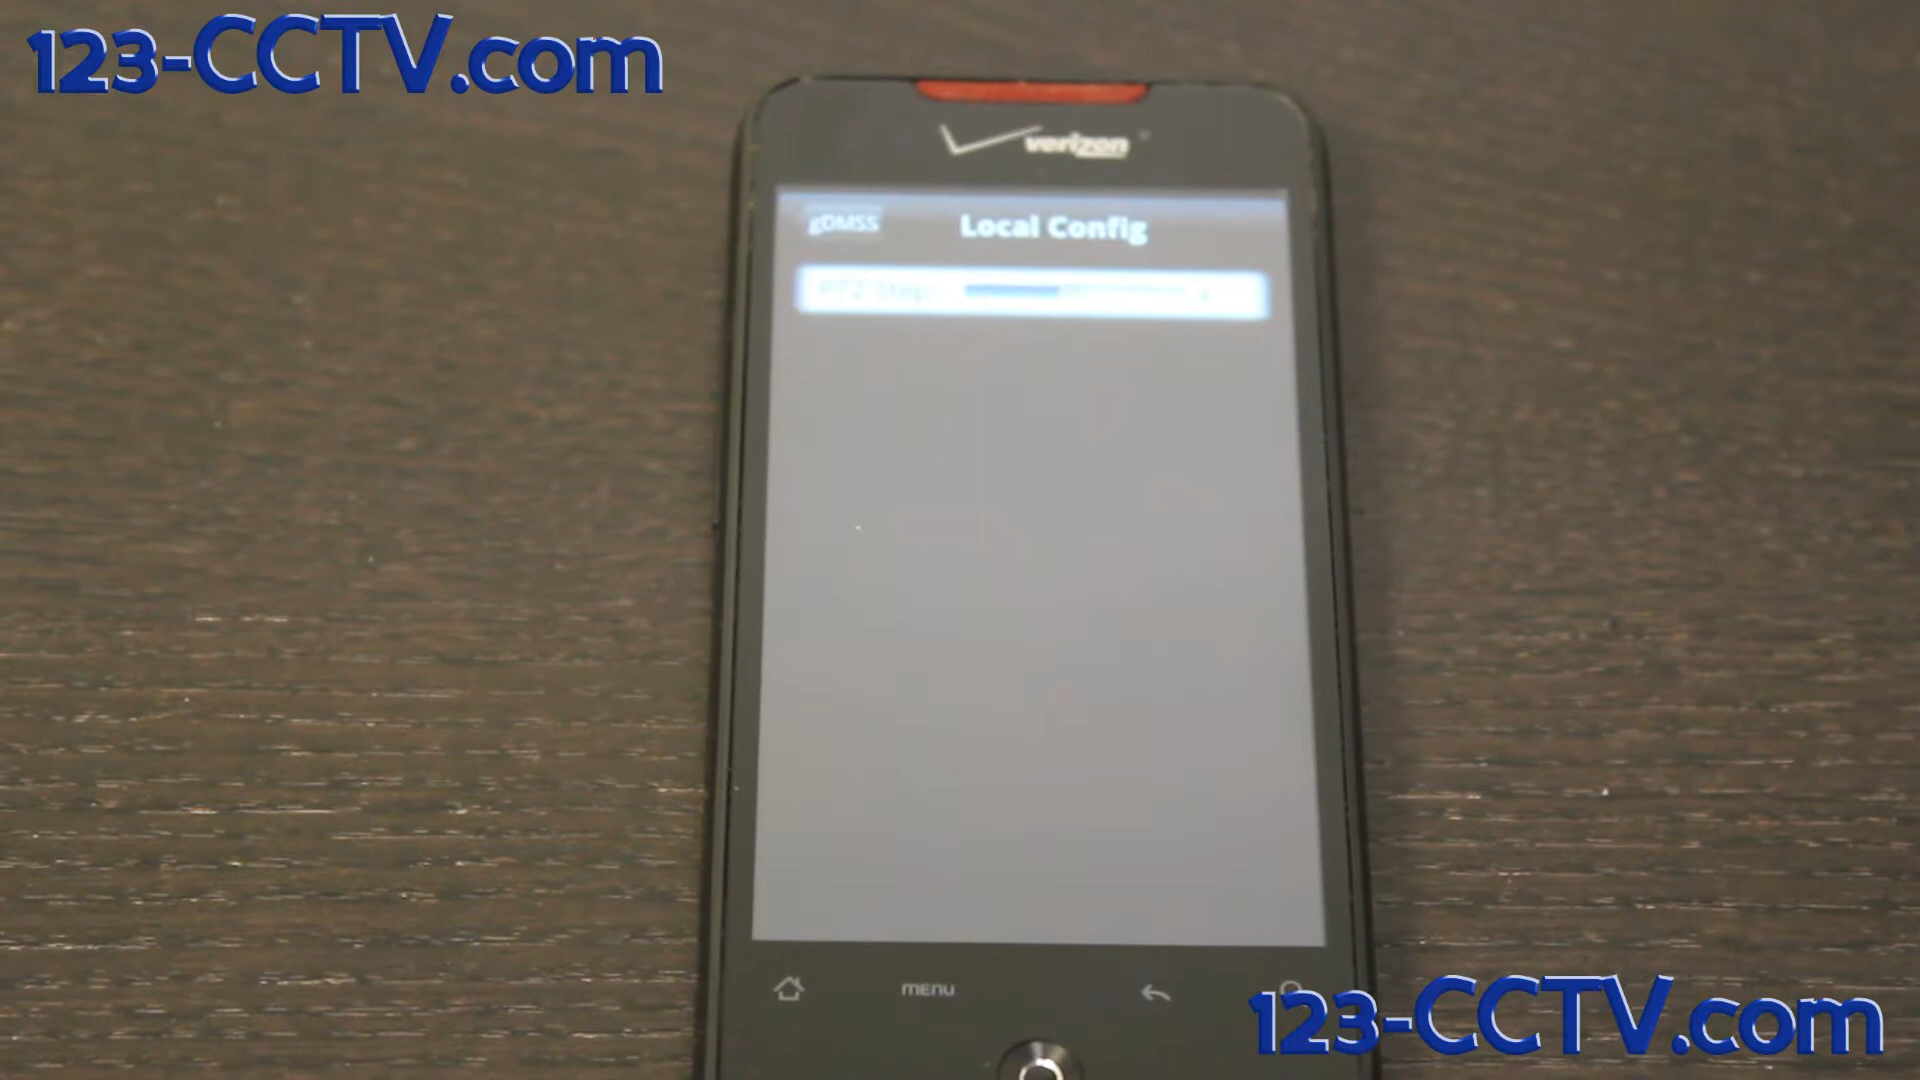 123-CCTV.com
verizon
gDMSS
Local Config
PTZ Step:
MENU
123-CCTV.com